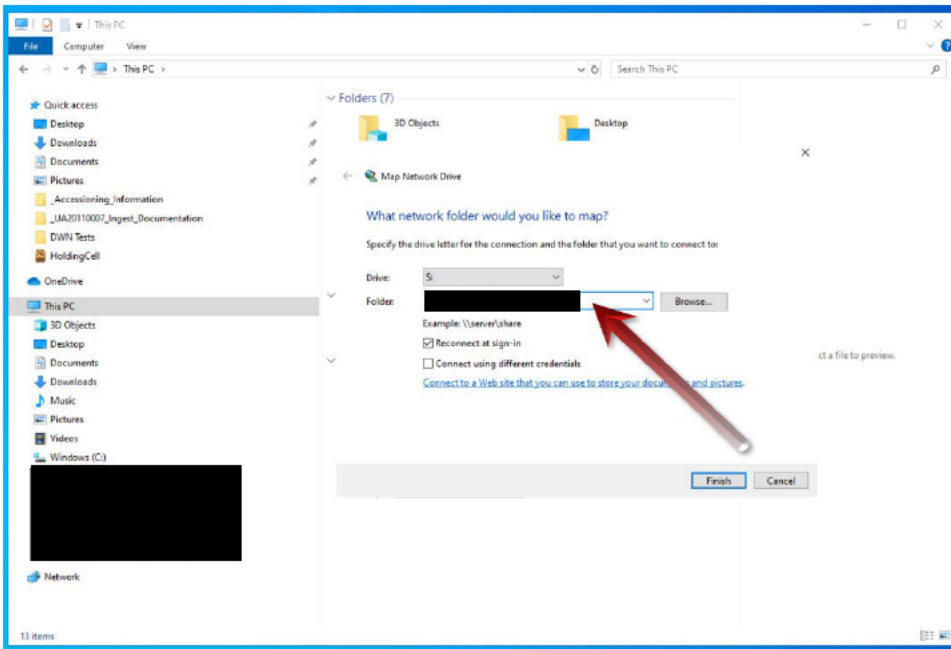 This PC
File Computer View
This PC
Search This PC
Quick access
Desktop
Downloads
Documents
Pictures
_Accessioning_Information
_UA20110007_Ingest_Documentation
DWN Tests
HoldingCell
OneDrive
This PC
3D Objects
Desktop
Documents
Downloads
Music
Pictures
Videos
Windows (C:)
Network
Folders (7)
3D Objects
Desktop
Map Network Drive
What network folder would you like to map?
Specify the drive letter for the connection and the folder that you want to connect to:
Drive: S:
Folder: Browse...
Example: \\server\share
Reconnect at sign-in
Connect using different credentials
Connect to a Web site that you can use to store your and pictures.
ct a file to preview.
Finish Cancel
13 items